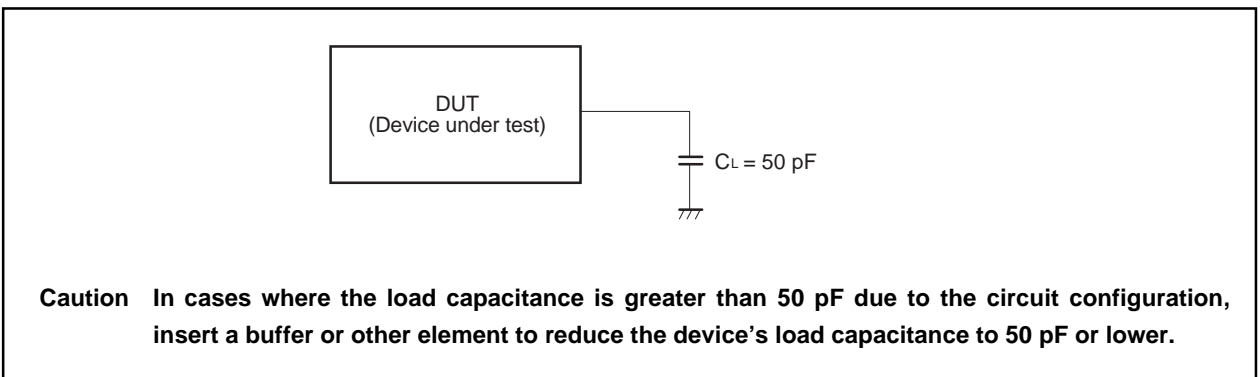 DUT
(Device under test)
CL = 50 pF
Caution In cases where the load capacitance is greater than 50 pF due to the circuit configuration,
insert a buffer or other element to reduce the device's load capacitance to 50 pF or lower.